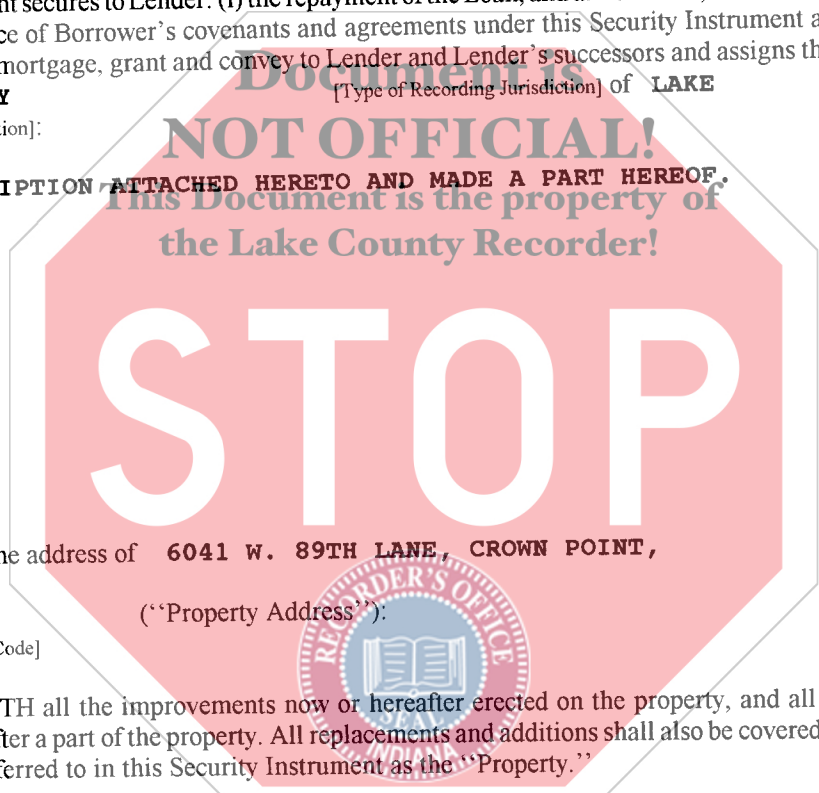 nt secures to Lender: (i) the repayment of the Loan, and
ce of Borrower's covenants and agreements under this Security Instrument a
mortgage, grant and convey to Lender and Lender's successors and assigns th
Document is
Y [Type of Recording Jurisdiction] of LAKE
tion]:
NOT OFFICIAL!
IPTION ATTACHED HERETO AND MADE A PART HEREOF.
This Document is the property of
the Lake County Recorder!
STOP
he address of 6041 W. 89TH LANE, CROWN POINT,
("Property Address"):
Code]
RECORDER'S OFFICE
SEAL
INDIANA
TH all the improvements now or hereafter erected on the property, and all
fter a part of the property. All replacements and additions shall also be covered
ferred to in this Security Instrument as the "Property."